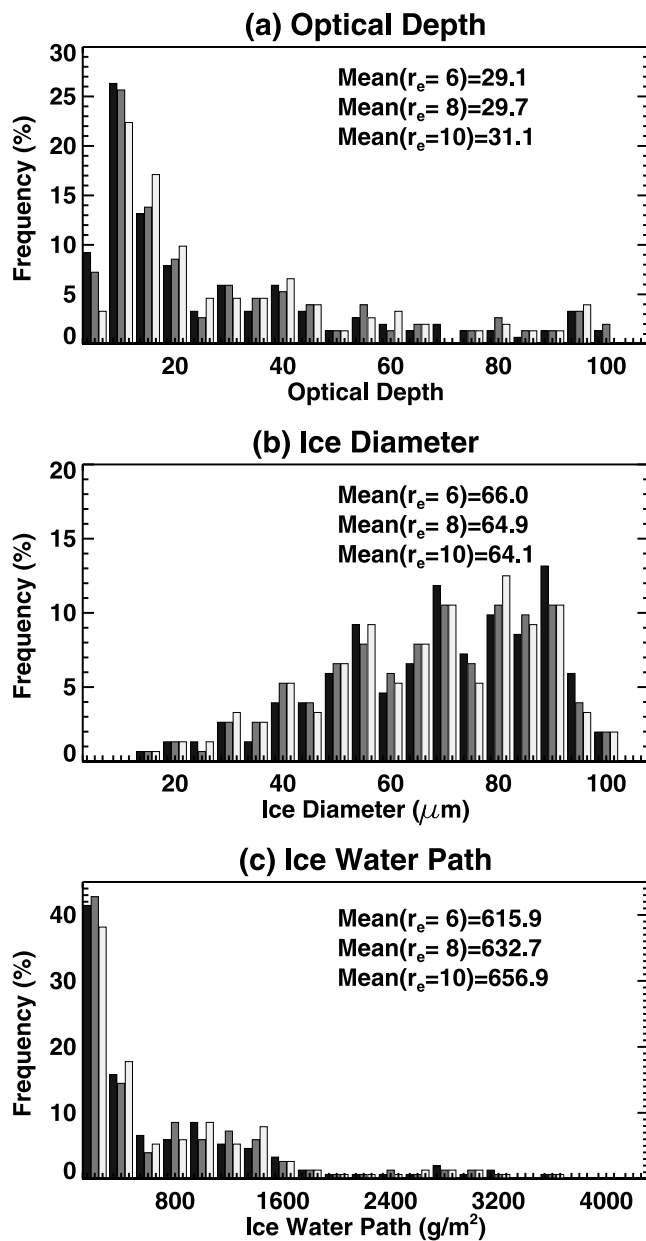 (a) Optical Depth
30
Mean(re= 6)=29.1
25
Mean(re= 8)=29.7
Mean(re=10)=31.1
20
15
10
5
0
Frequency (%)
20 40 60 80 100
Optical Depth
(b) Ice Diameter
20
Mean(re= 6)=66.0
Mean(re= 8)=64.9
15
Mean(re=10)=64.1
10
5
0
Frequency (%)
20 40 60 80 100
Ice Diameter (μm)
(c) Ice Water Path
40
Mean(re= 6)=615.9
Mean(re= 8)=632.7
Mean(re=10)=656.9
30
20
10
0
Frequency (%)
800 1600 2400 3200 4000
Ice Water Path (g/m²)